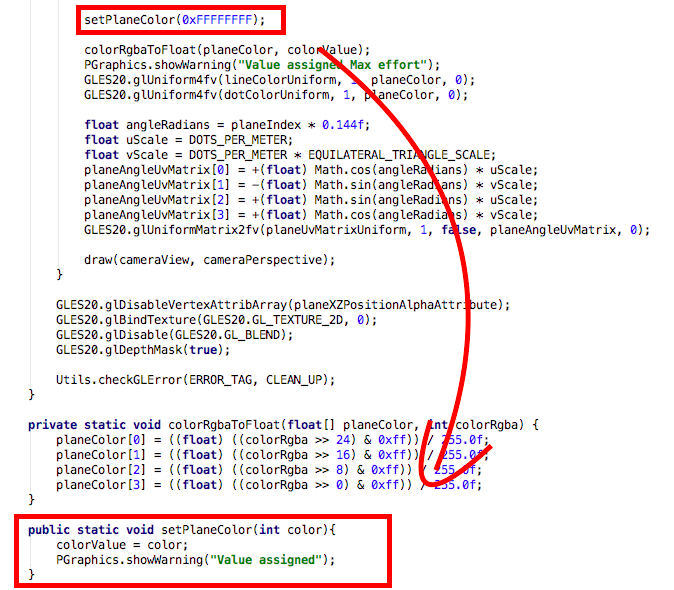 setPlaneColor(0xFFFFFFFF);
colorRgbaToFloat(planeColor, colorValue);
PGraphics.showWarning("Value assigned Max effort");
GLES20.glUniform4fv(lineColorUniform, 1, planeColor, 0);
GLES20.glUniform4fv(dotColorUniform, 1, planeColor, 0);
float angleRadians = planeIndex * 0.144f;
float uScale = DOTS_PER_METER;
float vScale = DOTS_PER_METER * EQUILATERAL_TRIANGLE_SCALE;
planeAngleUvMatrix[0] = +(float) Math.cos(angleRadians) * uScale;
planeAngleUvMatrix[1] = -(float) Math.sin(angleRadians) * vScale;
planeAngleUvMatrix[2] = +(float) Math.sin(angleRadians) * uScale;
planeAngleUvMatrix[3] = +(float) Math.cos(angleRadians) * vScale;
GLES20.glUniformMatrix2fv(planeUvMatrixUniform, 1, false, planeAngleUvMatrix, 0);
draw(cameraView, cameraPerspective);
}
GLES20.glDisableVertexAttribArray(planeXZPositionAlphaAttribute);
GLES20.glBindTexture(GLES20.GL_TEXTURE_2D, 0);
GLES20.glDisable(GLES20.GL_BLEND);
GLES20.glDepthMask(true);
Utils.checkGLError(ERROR_TAG, CLEAN_UP);
}
private static void colorRgbaToFloat(float[] planeColor, int colorRgba) {
planeColor[0] = ((float) ((colorRgba >> 24) & 0xff)) / 255.0f;
planeColor[1] = ((float) ((colorRgba >> 16) & 0xff)) / 255.0f;
planeColor[2] = ((float) ((colorRgba >> 8) & 0xff)) / 255.0f;
planeColor[3] = ((float) ((colorRgba >> 0) & 0xff)) / 255.0f;
}
public static void setPlaneColor(int color){
colorValue = color;
PGraphics.showWarning("Value assigned");
}